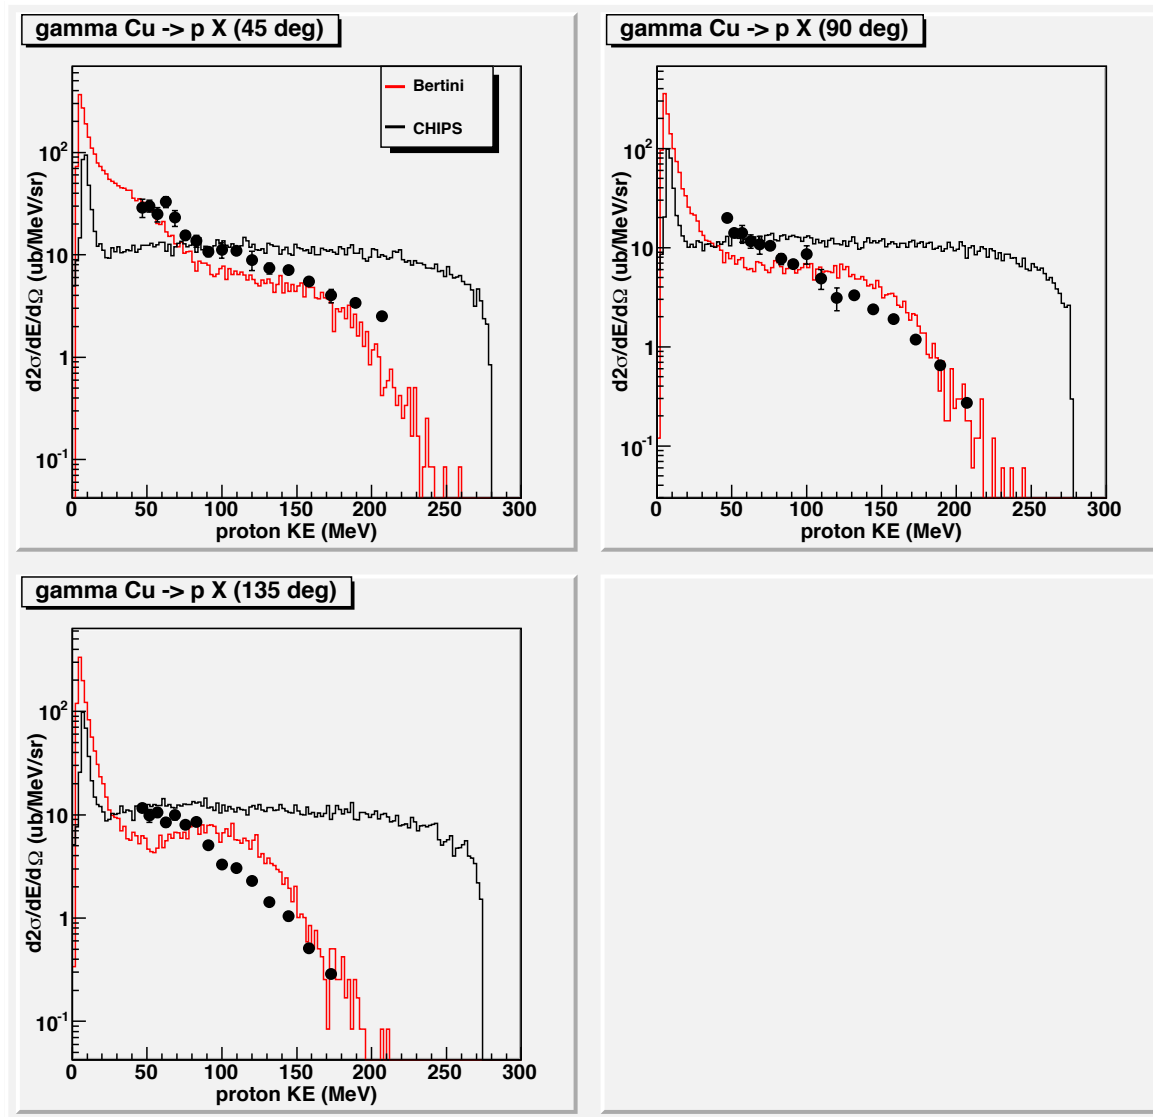 gamma Cu -> p X (45 deg)
Bertini
CHIPS
d2σ/dE/dΩ (ub/MeV/sr)
10²
10
1
10⁻¹
0 50 100 150 200 250 300
proton KE (MeV)
gamma Cu -> p X (90 deg)
d2σ/dE/dΩ (ub/MeV/sr)
10²
10
1
10⁻¹
0 50 100 150 200 250 300
proton KE (MeV)
gamma Cu -> p X (135 deg)
d2σ/dE/dΩ (ub/MeV/sr)
10²
10
1
10⁻¹
0 50 100 150 200 250 300
proton KE (MeV)